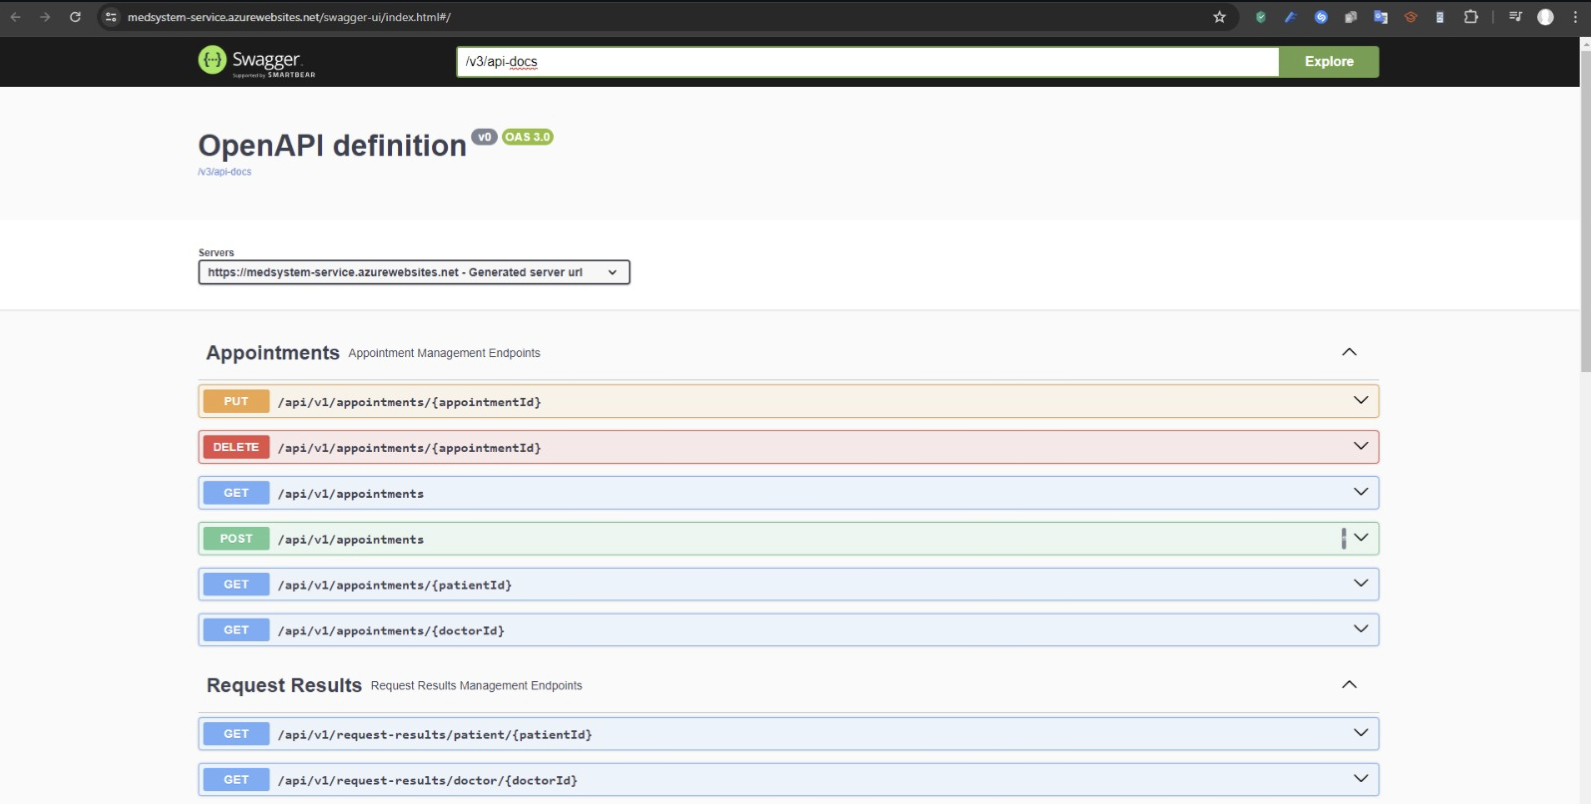 medsystem-service.azurewebsites.net/swagger-ui/index.html#/
Swagger
Supported by SMARTBEAR
/v3/api-docs
Explore
OpenAPI definition v0 OAS 3.0
/v3/api-docs
Servers
https://medsystem-service.azurewebsites.net - Generated server url
Appointments Appointment Management Endpoints
PUT /api/v1/appointments/{appointmentId}
DELETE /api/v1/appointments/{appointmentId}
GET /api/v1/appointments
POST /api/v1/appointments
GET /api/v1/appointments/{patientId}
GET /api/v1/appointments/{doctorId}
Request Results Request Results Management Endpoints
GET /api/v1/request-results/patient/{patientId}
GET /api/v1/request-results/doctor/{doctorId}